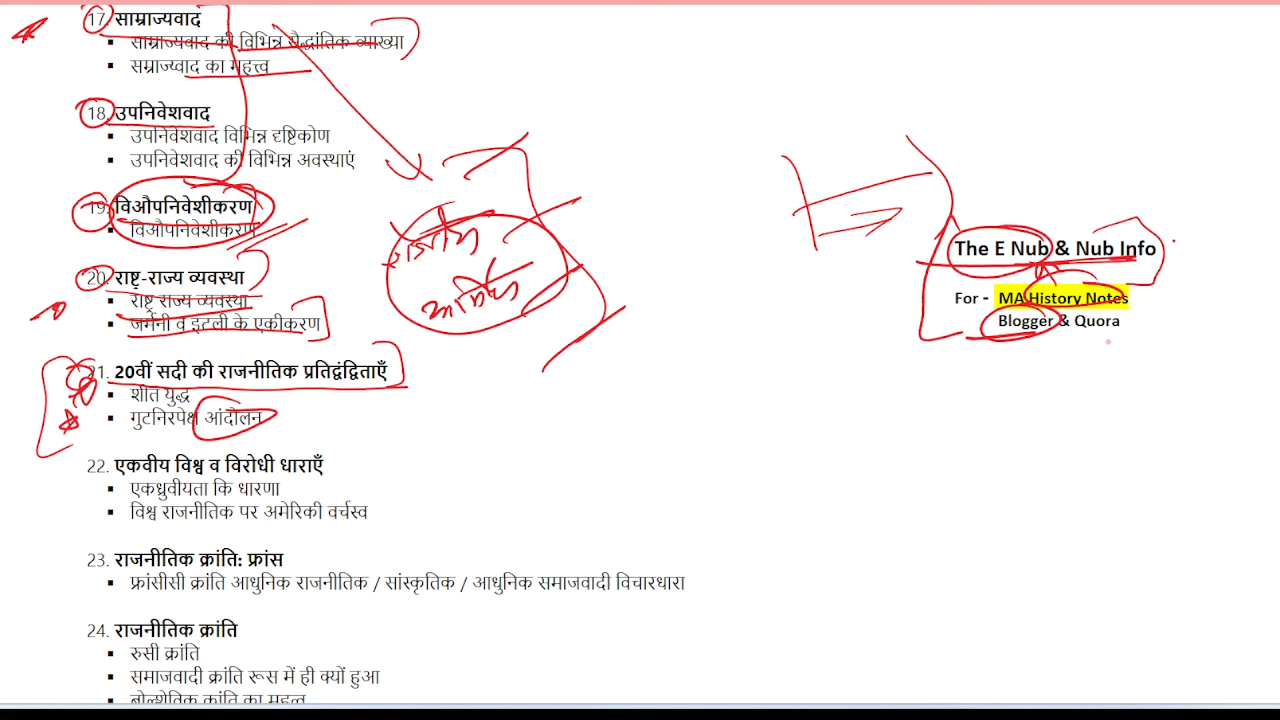 17. साम्राज्यवाद
▪ साम्राज्यवाद की विभिन्न सैद्धांतिक व्याख्या
▪ सम्राज्य्वाद का महत्त्व
18. उपनिवेशवाद
▪ उपनिवेशवाद विभिन्न दृष्टिकोण
▪ उपनिवेशवाद की विभिन्न अवस्थाएं
19. विऔपनिवेशीकरण
▪ विऔपनिवेशीकरण
20. राष्ट्र-राज्य व्यवस्था
▪ राष्ट्र राज्य व्यवस्था
▪ जर्मनी व इटली के एकीकरण
21. 20वीं सदी की राजनीतिक प्रतिद्वंद्विताएँ
▪ शीत युद्ध
▪ गुटनिरपेक्ष आंदोलन
22. एकवीय विश्व व विरोधी धाराएँ
▪ एकध्रुवीयता कि धारणा
▪ विश्व राजनीतिक पर अमेरिकी वर्चस्व
23. राजनीतिक क्रांति: फ्रांस
▪ फ्रांसीसी क्रांति आधुनिक राजनीतिक / सांस्कृतिक / आधुनिक समाजवादी विचारधारा
24. राजनीतिक क्रांति
▪ रुसी क्रांति
▪ समाजवादी क्रांति रूस में ही क्यों हुआ
▪ बोल्शेविक क्रांति का महत्व
The E Nub & Nub Info
For - MA History Notes
Blogger & Quora